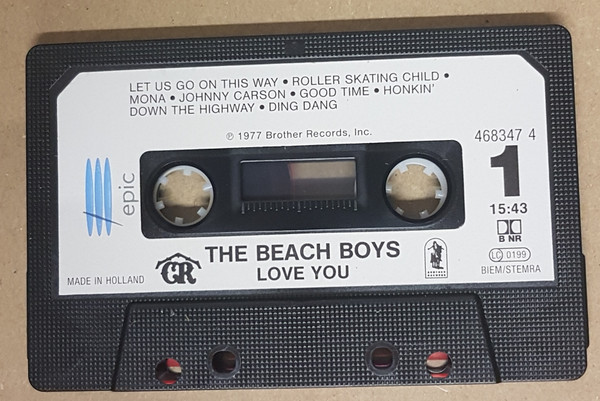 LET US GO ON THIS WAY • ROLLER SKATING CHILD •
MONA • JOHNNY CARSON • GOOD TIME • HONKIN'
DOWN THE HIGHWAY • DING DANG
℗ 1977 Brother Records, Inc.
468347 4
1
epic
15:43
B NR
THE BEACH BOYS
LOVE YOU
CR
LC 0199
MADE IN HOLLAND
BIEM/STEMRA